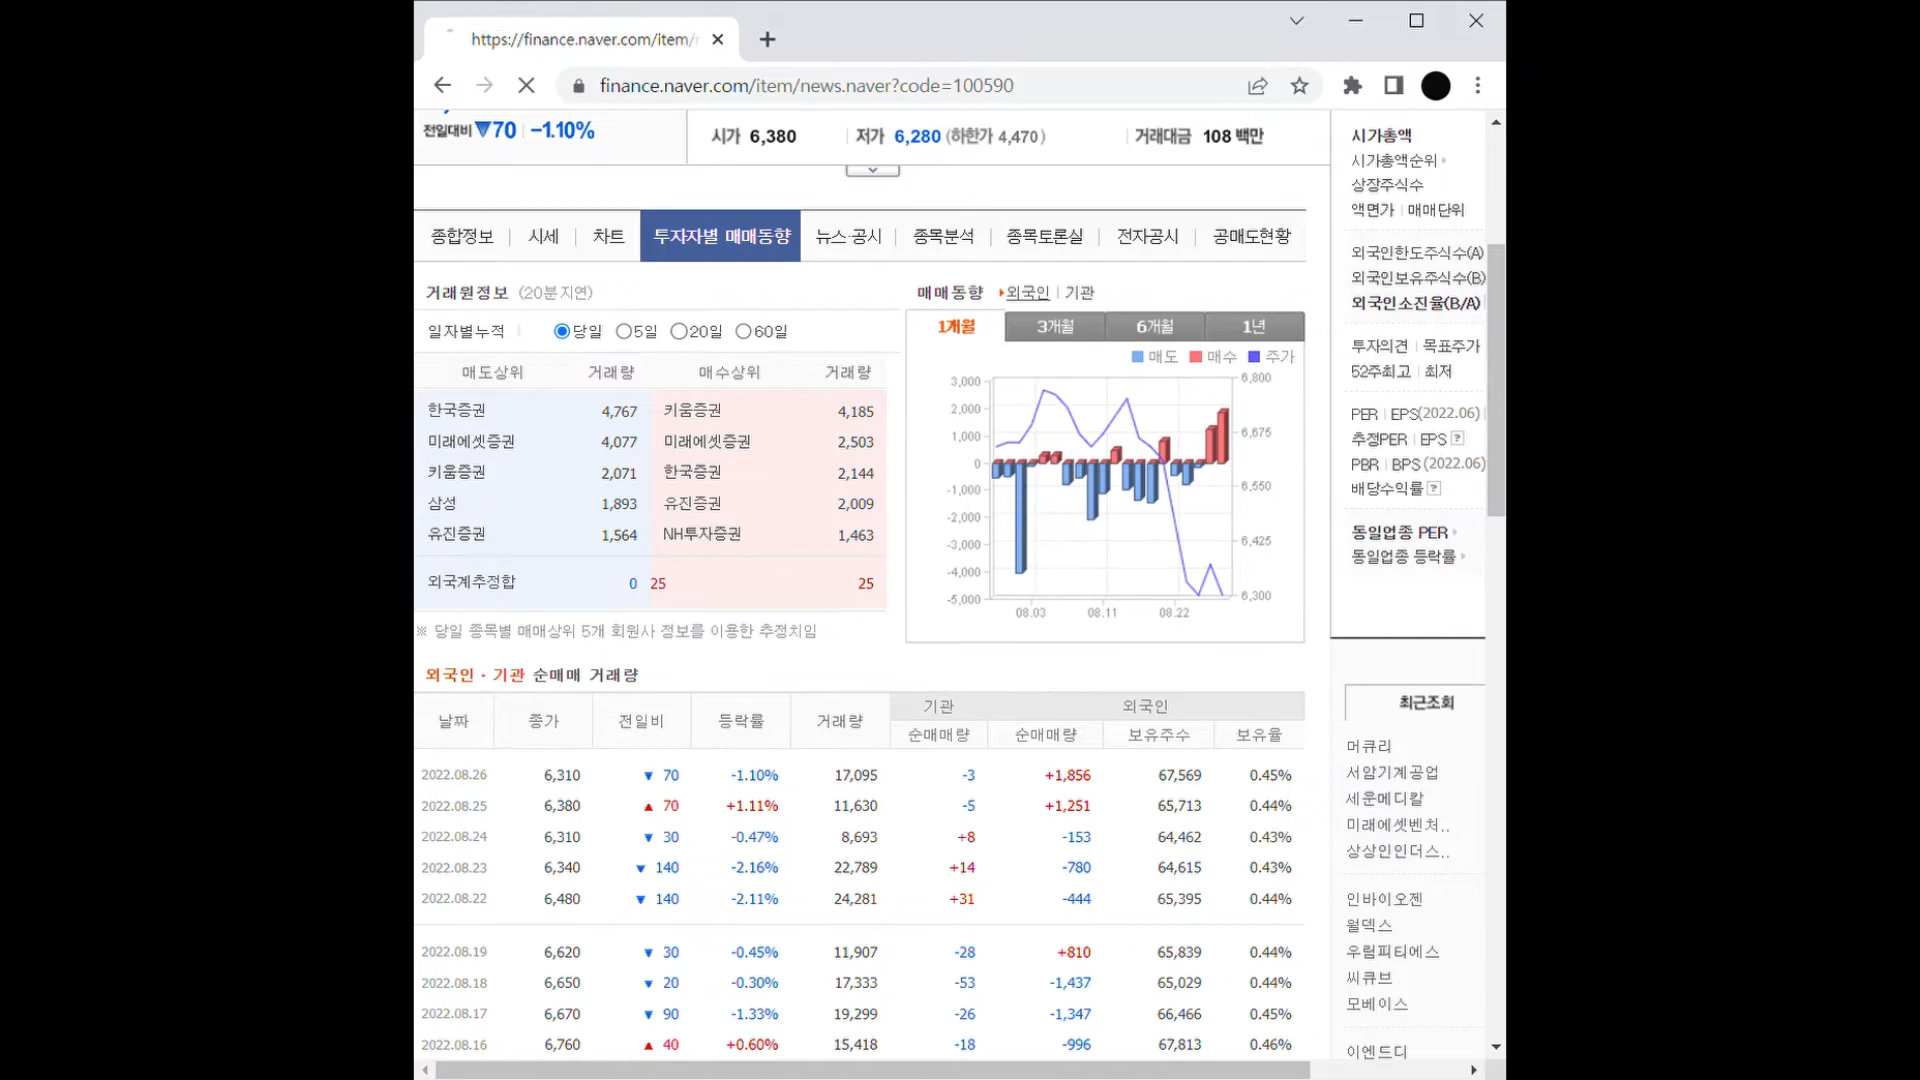 https://finance.naver.com/item/
finance.naver.com/item/news.naver?code=100590
전일대비 ▼70 | -1.10%
시가 6,380 저가 6,280 (하한가 4,470) 거래대금 108 백만
종합정보 시세 차트 투자자별 매매동향 뉴스·공시 종목분석 종목토론실 전자공시 공매도현황
거래원정보 (20분지연)
일자별누적 당일 5일 20일 60일
매도상위 거래량 매수상위 거래량
한국증권 4,767 키움증권 4,185
미래에셋증권 4,077 미래에셋증권 2,503
키움증권 2,071 한국증권 2,144
삼성 1,893 유진증권 2,009
유진증권 1,564 NH투자증권 1,463
외국계추정합 0 25 25
※ 당일 종목별 매매상위 5개 회원사 정보를 이용한 추정치임
매매동향 외국인 | 기관
1개월 3개월 6개월 1년
매도 매수 주가
3,000 6,800
2,000
1,000 6,675
0
-1,000 6,550
-2,000
-3,000 6,425
-4,000
-5,000 6,300
08.03 08.11 08.22
외국인·기관 순매매 거래량
날짜 종가 전일비 등락률 거래량 기관 외국인
순매매량 순매매량 보유주수 보유율
2022.08.26 6,310 ▼ 70 -1.10% 17,095 -3 +1,856 67,569 0.45%
2022.08.25 6,380 ▲ 70 +1.11% 11,630 -5 +1,251 65,713 0.44%
2022.08.24 6,310 ▼ 30 -0.47% 8,693 +8 -153 64,462 0.43%
2022.08.23 6,340 ▼ 140 -2.16% 22,789 +14 -780 64,615 0.43%
2022.08.22 6,480 ▼ 140 -2.11% 24,281 +31 -444 65,395 0.44%
2022.08.19 6,620 ▼ 30 -0.45% 11,907 -28 +810 65,839 0.44%
2022.08.18 6,650 ▼ 20 -0.30% 17,333 -53 -1,437 65,029 0.44%
2022.08.17 6,670 ▼ 90 -1.33% 19,299 -26 -1,347 66,466 0.45%
2022.08.16 6,760 ▲ 40 +0.60% 15,418 -18 -996 67,813 0.46%
시가총액
시가총액순위
상장주식수
액면가 | 매매단위
외국인한도주식수(A)
외국인보유주식수(B)
외국인소진율(B/A)
투자의견 | 목표주가
52주최고 | 최저
PER | EPS(2022.06)
추정PER | EPS ?
PBR | BPS (2022.06)
배당수익률 ?
동일업종 PER
동일업종 등락률
최근조회
머큐리
서암기계공업
세운메디칼
미래에셋벤처..
상상인인더스..
인바이오젠
월덱스
우림피티에스
씨큐브
모베이스
이엔드디